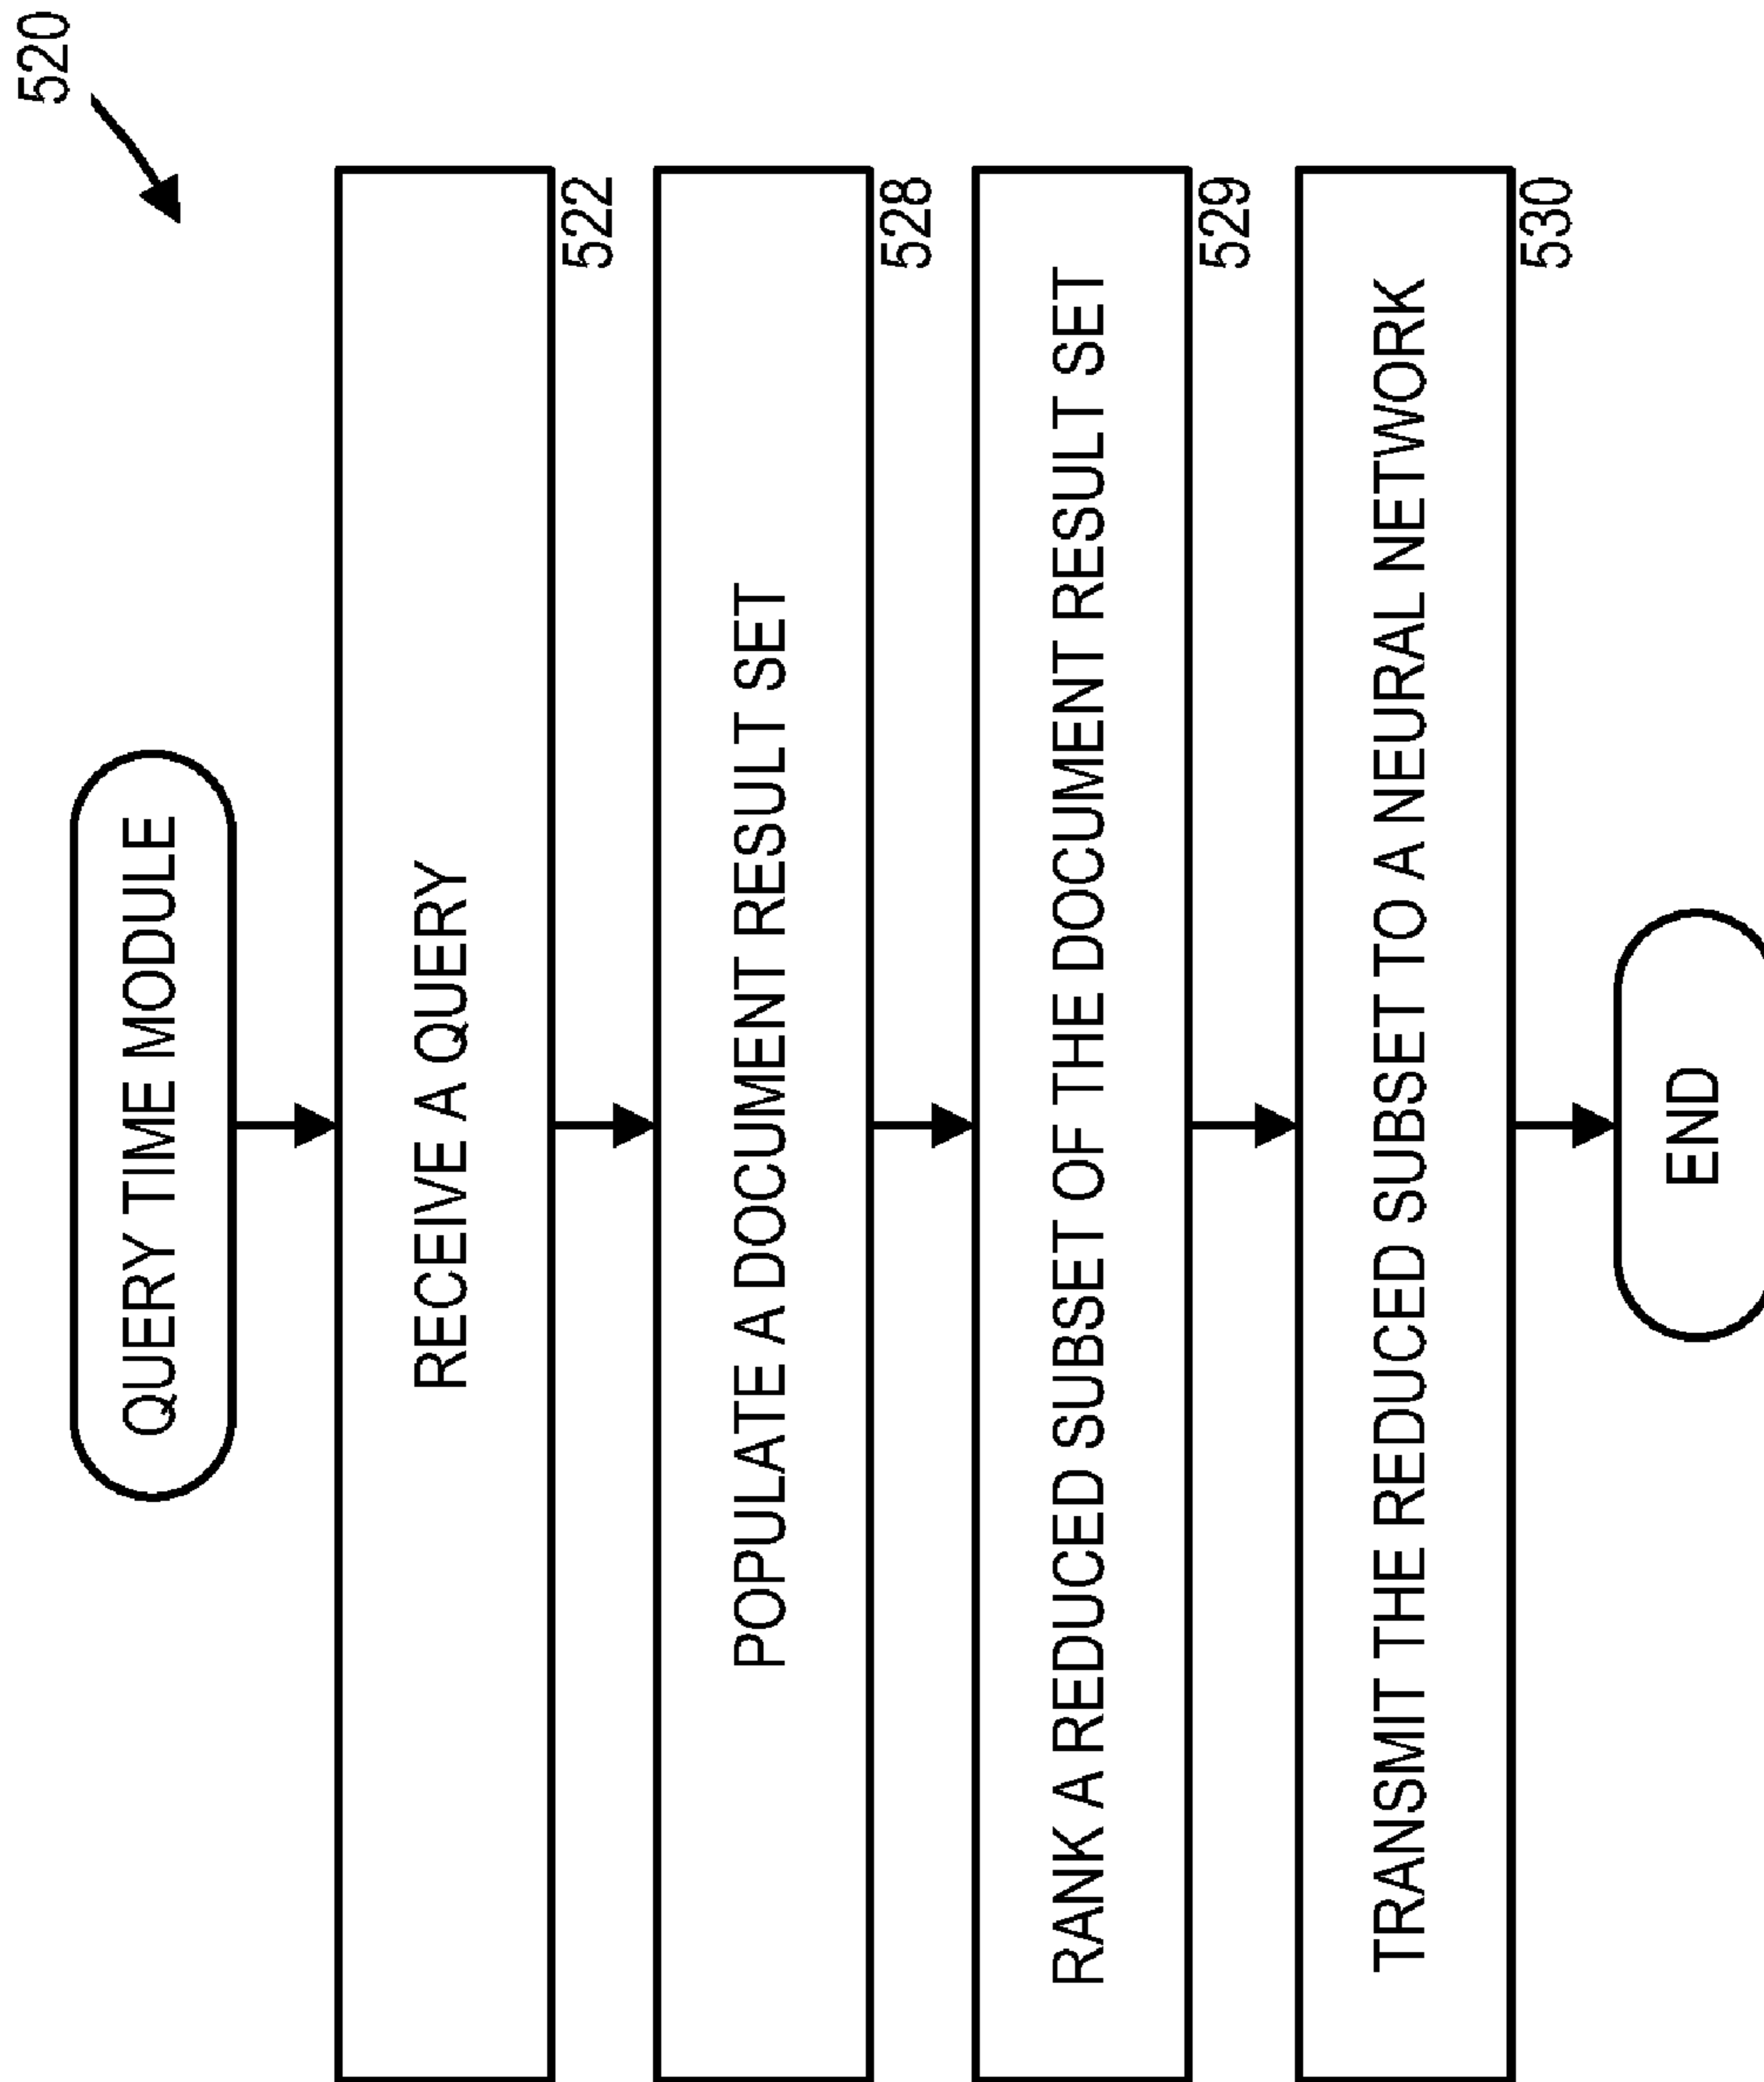 520
QUERY TIME MODULE
RECEIVE A QUERY
522
POPULATE A DOCUMENT RESULT SET
528
RANK A REDUCED SUBSET OF THE DOCUMENT RESULT SET
529
TRANSMIT THE REDUCED SUBSET TO A NEURAL NETWORK
530
END